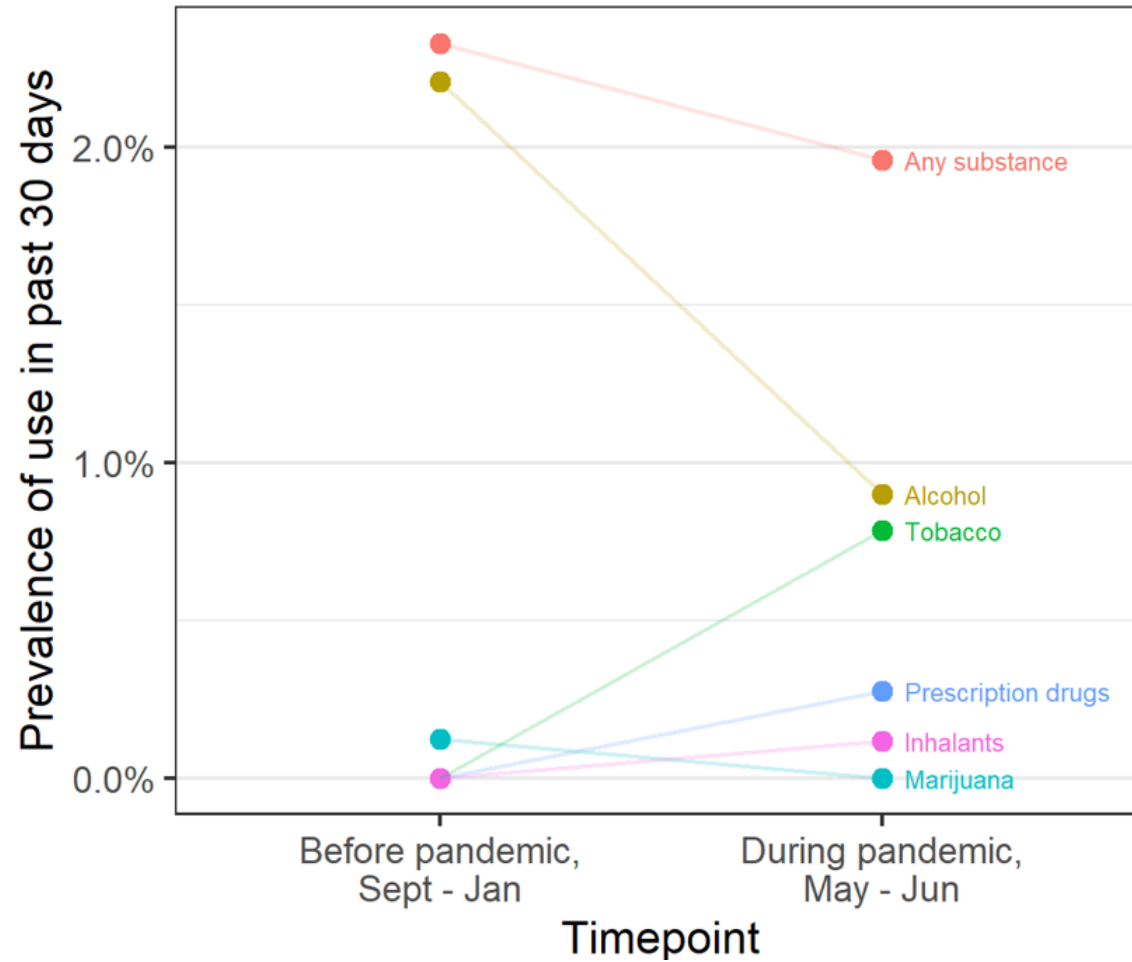 Prevalence of use in past 30 days
2.0%
1.0%
0.0%
Any substance
Alcohol
Tobacco
Prescription drugs
Inhalants
Marijuana
Before pandemic,
Sept - Jan
During pandemic,
May - Jun
Timepoint